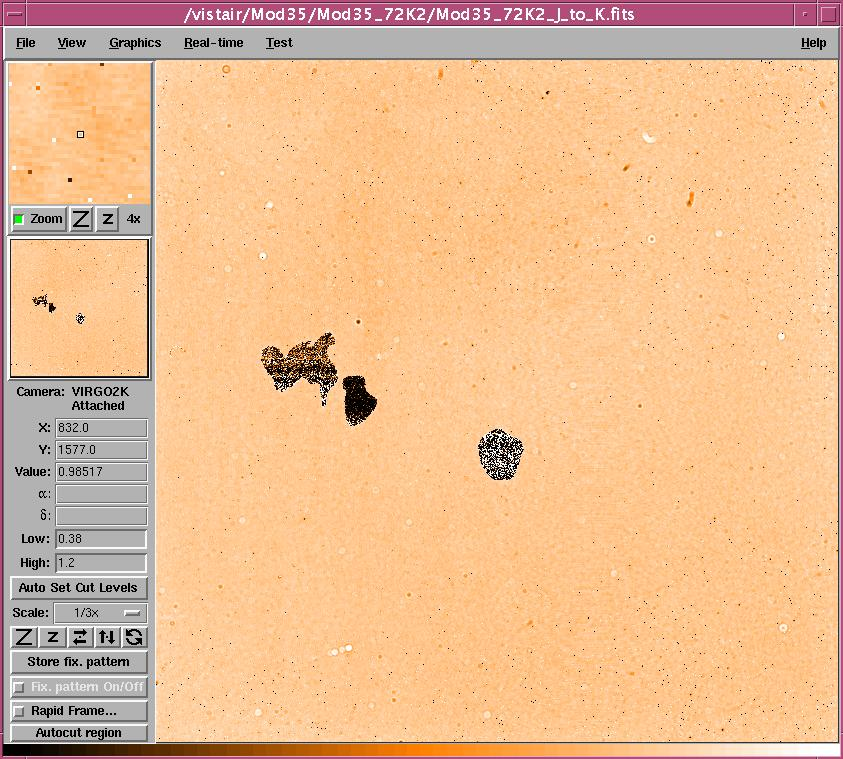 /vistair/Mod35/Mod35_72K2/Mod35_72K2_J_to_K.fits
File View Graphics Real-time Test Help
Zoom Z z 4x
Camera: VIRGO2K
Attached
X: 832.0
Y: 1577.0
Value: 0.98517
α:
δ:
Low: 0.38
High: 1.2
Auto Set Cut Levels
Scale: 1/3x
Z z
Store fix. pattern
Fix. pattern On/Off
Rapid Frame...
Autocut region